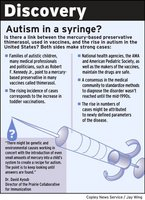 Discovery
Autism in a syringe?
Is there a link between the mercury-based preservative
thimerosal, used in vaccines, and the rise in autism in the
United States? Both sides make strong cases:
Families of autistic children,
many medical professionals
and politicians, such as Robert
F. Kennedy Jr., point to a mercury-
based preservative in many
vaccines called thimerosal.
The rising incidence of cases
corresponds to the increase in
toddler vaccinations.
National health agencies, the AMA
and American Pediatric Society, as
well as the makers of the vaccines,
maintain the drugs are safe.
A consensus in the medical
community to standardize methods
to diagnose the disorder wasn't
reached until the mid-1990s.
The rise in numbers of
cases might be attributed
to newly defined parameters
of the disease.
"There might be genetic and
environmental causes working in
concert with the introduction of even
small amounts of mercury into a child's
system to create a recipe for autism.
The point is to keep looking until
answers are found."
Dr. David Ayoub
Director of the Prairie Collaborative
for Immunization
Copley News Service / Jay Wing